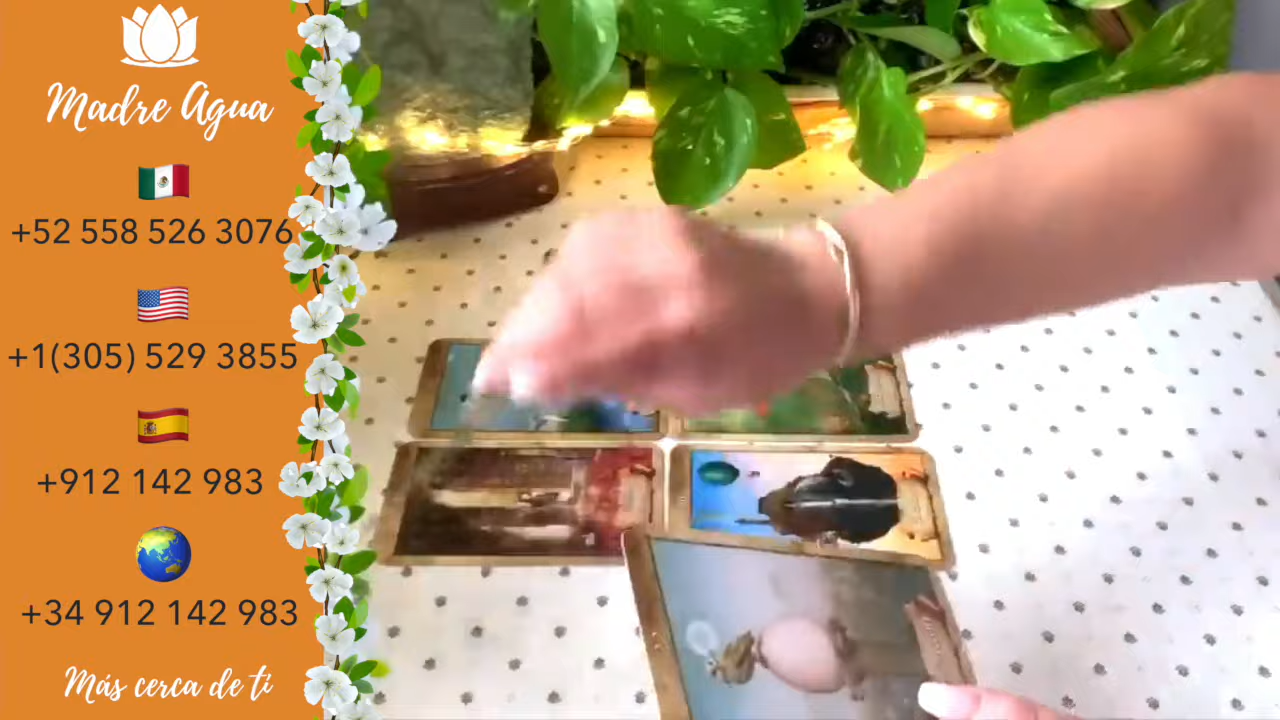 Madre Agua
+52 558 526 3076
+1(305) 529 3855
+912 142 983
+34 912 142 983
Más cerca de ti